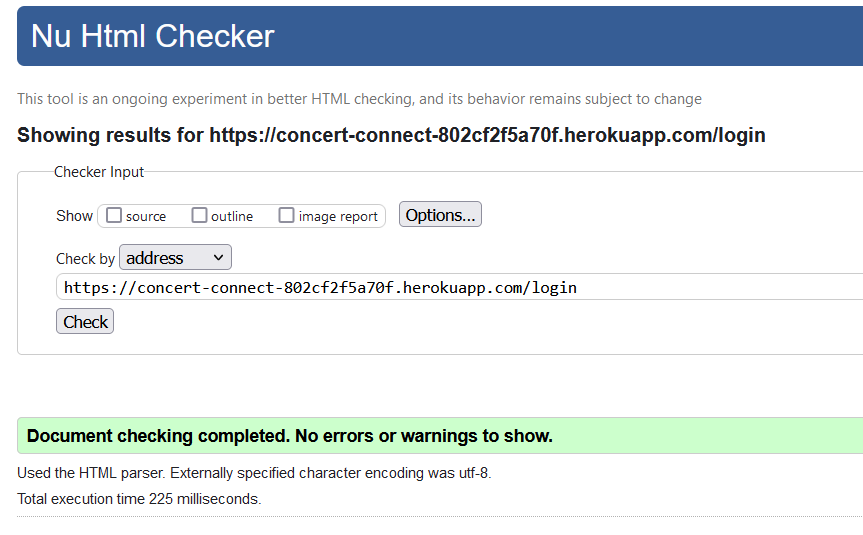 Nu Html Checker
This tool is an ongoing experiment in better HTML checking, and its behavior remains subject to change
Showing results for https://concert-connect-802cf2f5a70f.herokuapp.com/login
Checker Input
Show source outline image report Options...
Check by address
https://concert-connect-802cf2f5a70f.herokuapp.com/login
Check
Document checking completed. No errors or warnings to show.
Used the HTML parser. Externally specified character encoding was utf-8.
Total execution time 225 milliseconds.